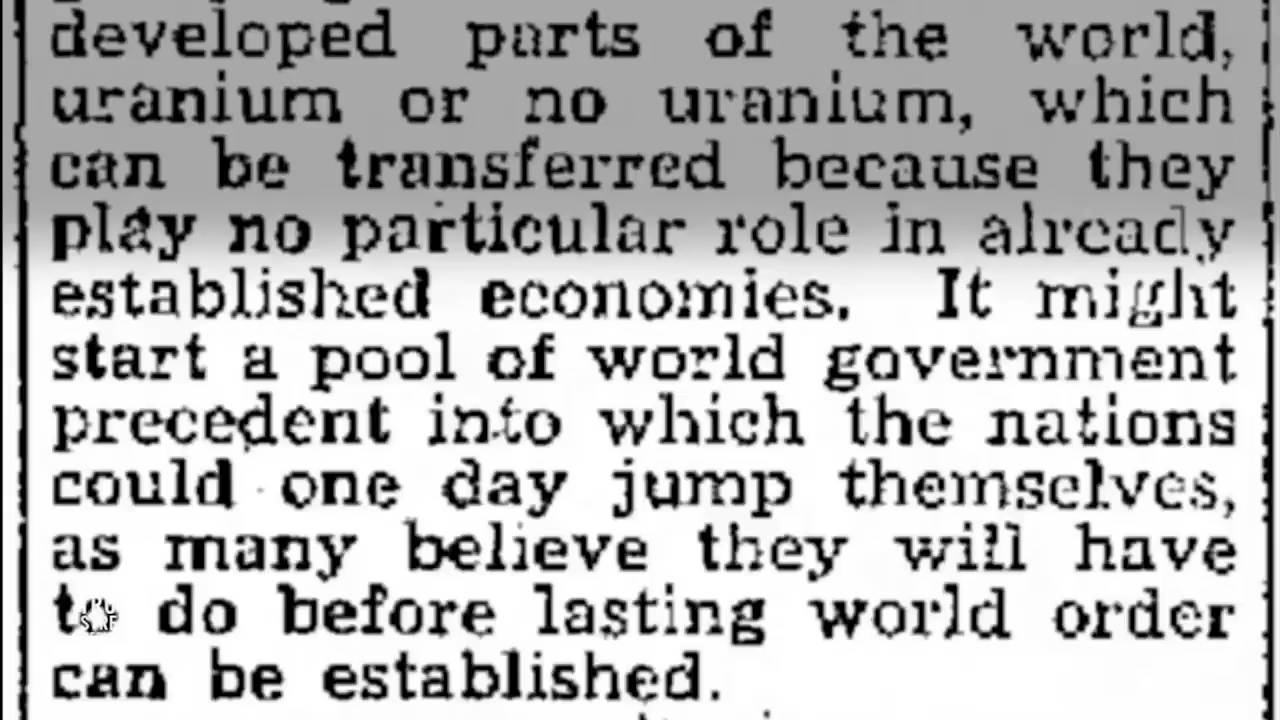 developed parts of the world,
uranium or no uranium, which
can be transferred because they
play no particular role in already
established economies. It might
start a pool of world government
precedent into which the nations
could one day jump themselves,
as many believe they will have
to do before lasting world order
can be established.